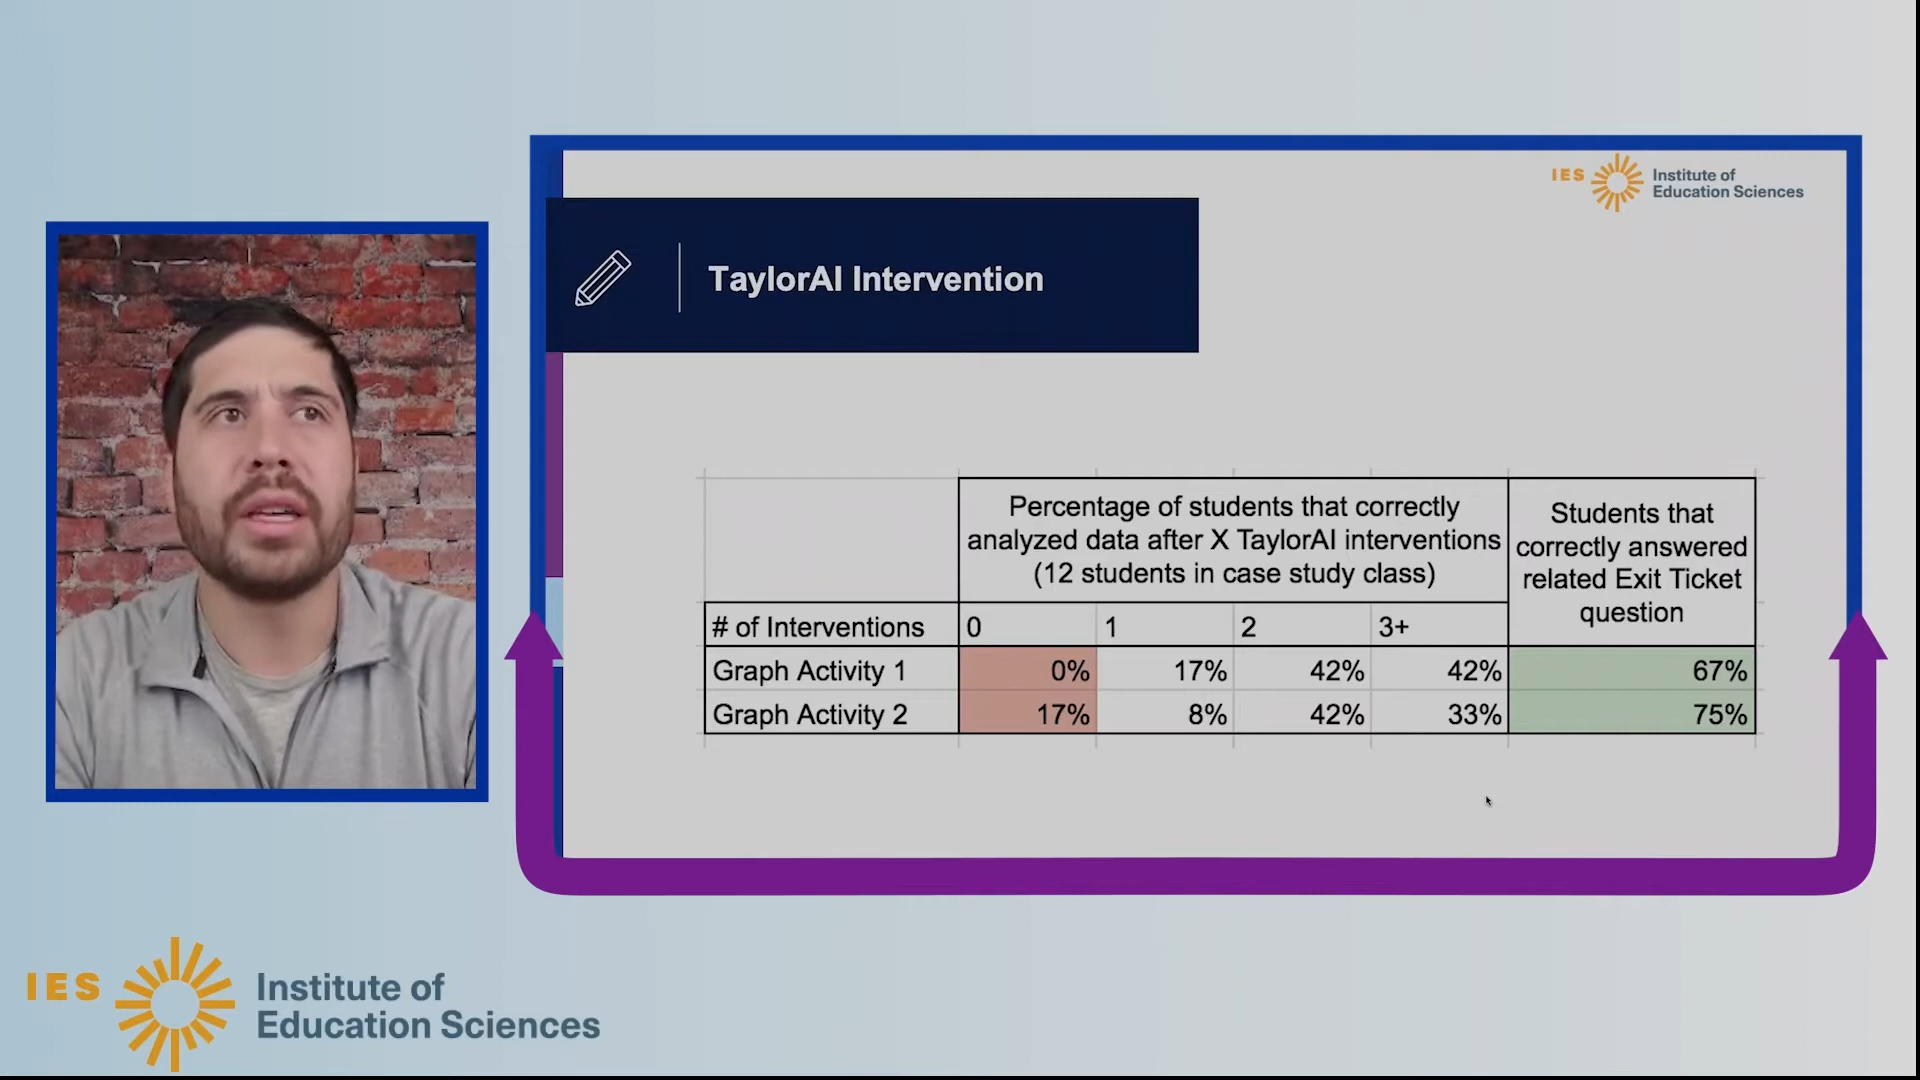 IES
Institute of
Education Sciences
TaylorAI Intervention
Percentage of students that correctly
analyzed data after X TaylorAI interventions
(12 students in case study class)
Students that
correctly answered
related Exit Ticket
question
# of Interventions 0 1 2 3+
Graph Activity 1 0% 17% 42% 42% 67%
Graph Activity 2 17% 8% 42% 33% 75%
IES
Institute of
Education Sciences